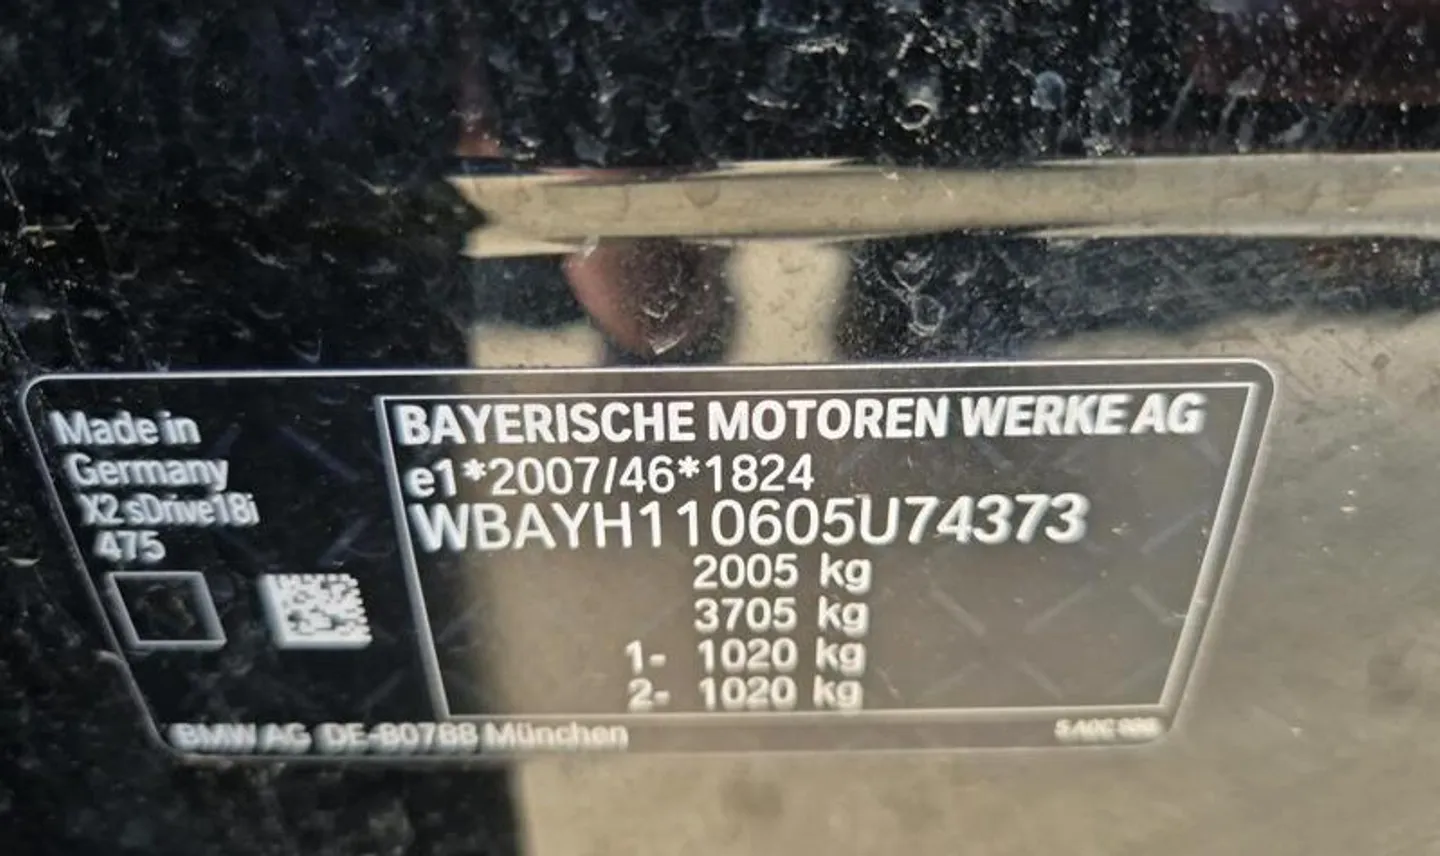 Made in
Germany
X2 sDrive18i
475
BAYERISCHE MOTOREN WERKE AG
e1*2007/46*1824
WBAYH110605U74373
2005 kg
3705 kg
1- 1020 kg
2- 1020 kg
BMW AG DE-80788 München